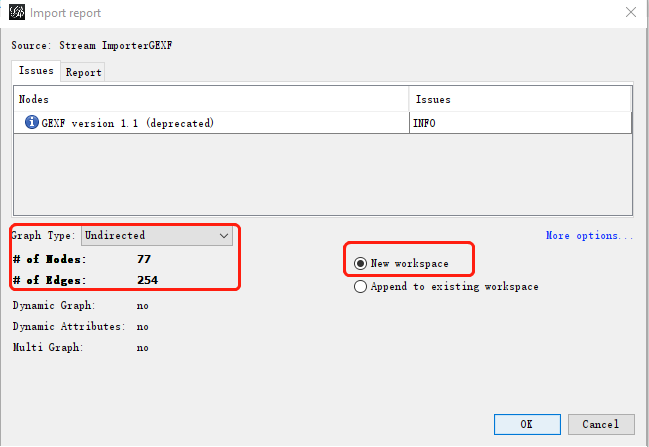 Import report
Source: Stream ImporterGEXF
Issues Report
Nodes Issues
GEXF version 1.1 (deprecated) INFO
Graph Type: Undirected More options...
# of Nodes: 77 New workspace
# of Edges: 254 Append to existing workspace
Dynamic Graph: no
Dynamic Attributes: no
Multi Graph: no
OK Cancel